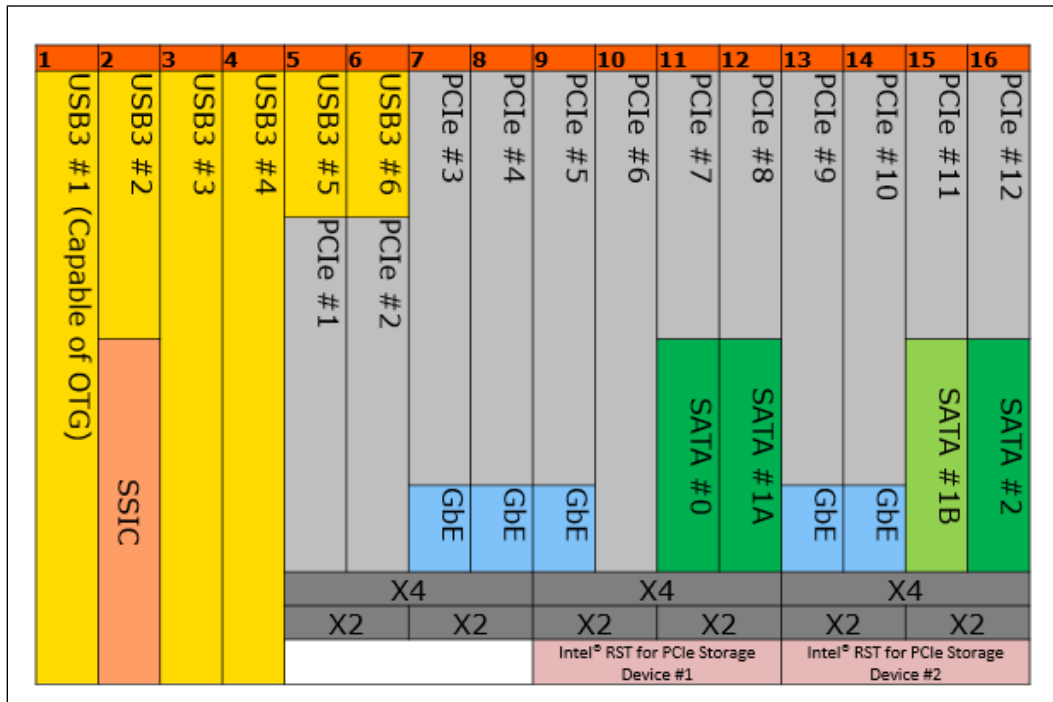 1 2 3 4 5 6 7 8 9 10 11 12 13 14 15 16
USB3 #1 (Capable of OTG)
USB3 #2
USB3 #3
USB3 #4
USB3 #5
USB3 #6
PCIe #3
PCIe #4
PCIe #5
PCIe #6
PCIe #7
PCIe #8
PCIe #9
PCIe #10
PCIe #11
PCIe #12
PCIe #1
PCIe #2
SSIC
SATA #0
SATA #1A
SATA #1B
SATA #2
GbE
GbE
GbE
GbE
GbE
X4 X4 X4
X2 X2 X2 X2 X2 X2
Intel® RST for PCIe Storage
Device #1
Intel® RST for PCIe Storage
Device #2